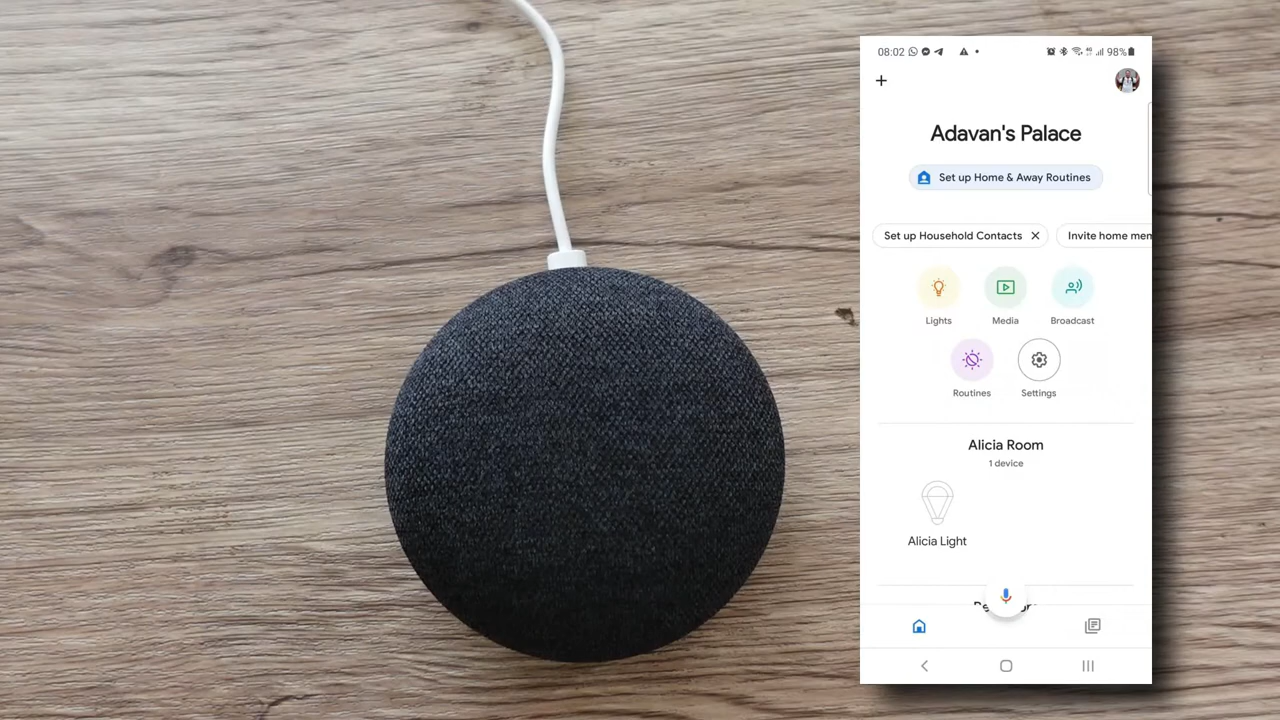 08:02
98%
Adavan's Palace
Set up Home & Away Routines
Set up Household Contacts
Invite home
Lights
Media
Broadcast
Routines
Settings
Alicia Room
1 device
Alicia Light